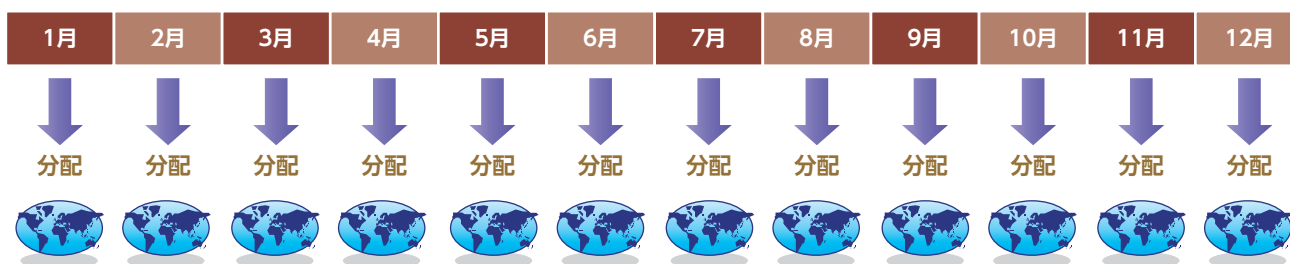 1月 2月 3月 4月 5月 6月 7月 8月 9月 10月 11月 12月
分配 分配 分配 分配 分配 分配 分配 分配 分配 分配 分配 分配